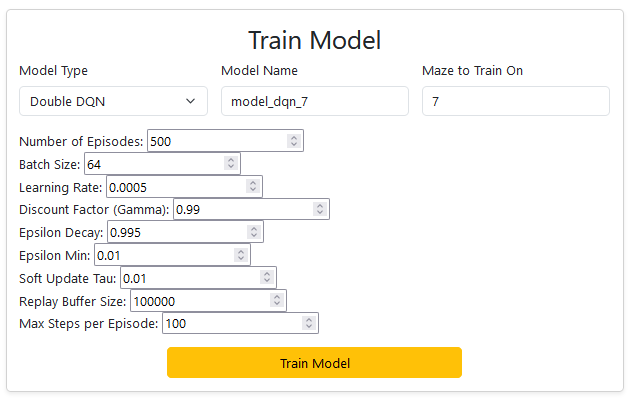 Train Model
Model Type Model Name Maze to Train On
Double DQN model_dqn_7 7
Number of Episodes: 500
Batch Size: 64
Learning Rate: 0.0005
Discount Factor (Gamma): 0.99
Epsilon Decay: 0.995
Epsilon Min: 0.01
Soft Update Tau: 0.01
Replay Buffer Size: 100000
Max Steps per Episode: 100
Train Model